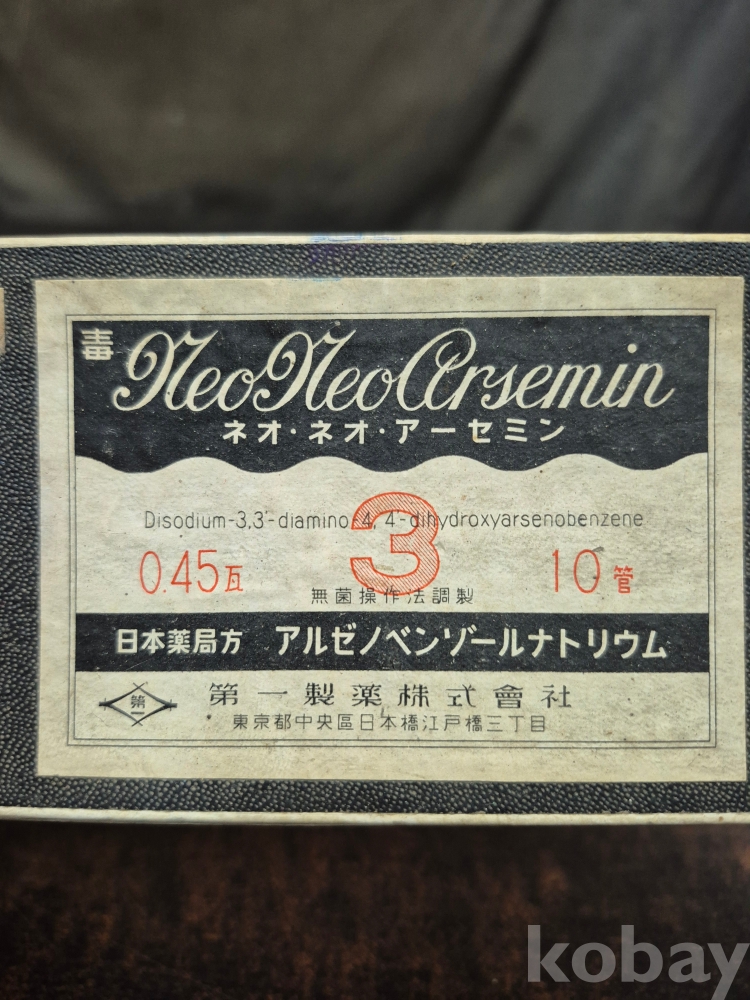 毒
NeoNeoArsemin
ネオ・ネオ・アーセミン
Disodium-3,3'-diamino-4,4'-dihydroxyarsenobenzene
3
0.45瓦
10管
無菌操作法調製
日本薬局方 アルゼノベンゾールナトリウム
第一
第一製薬株式會社
東京都中央區日本橋江戸橋三丁目
kobay